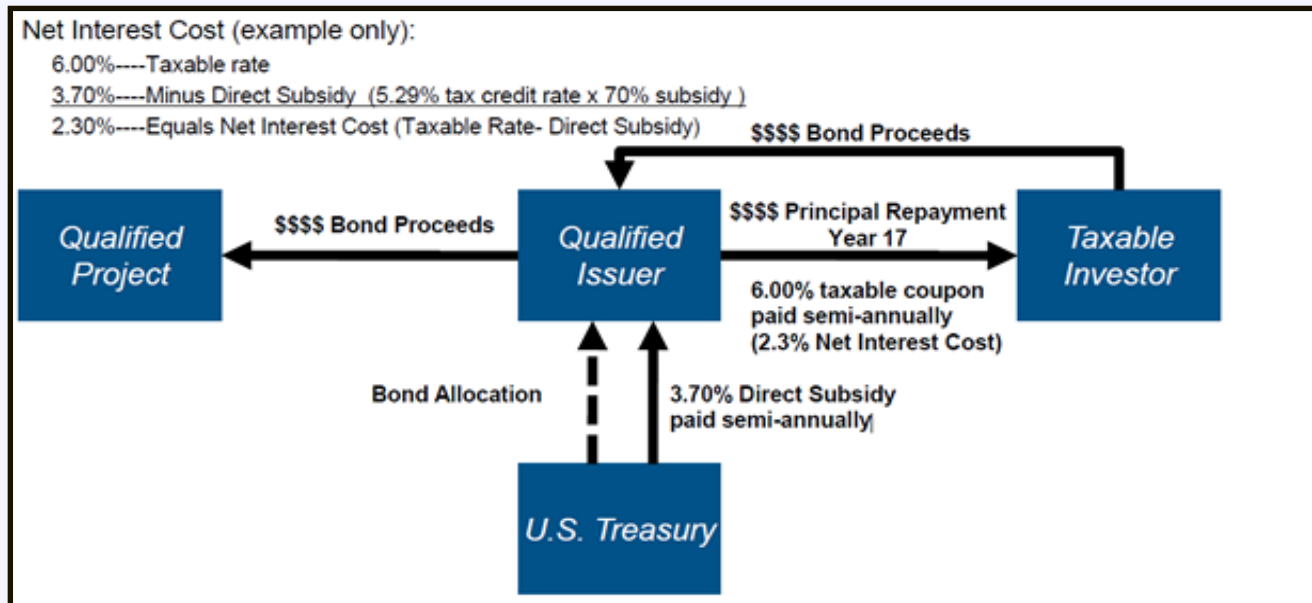 Net Interest Cost (example only):
6.00%----Taxable rate
3.70%----Minus Direct Subsidy (5.29% tax credit rate x 70% subsidy )
2.30%----Equals Net Interest Cost (Taxable Rate- Direct Subsidy)
$$$$ Bond Proceeds
Qualified
Project
$$$$ Bond Proceeds
Qualified
Issuer
$$$$ Principal Repayment
Year 17
Taxable
Investor
6.00% taxable coupon
paid semi-annually
(2.3% Net Interest Cost)
Bond Allocation
3.70% Direct Subsidy
paid semi-annually
U.S. Treasury